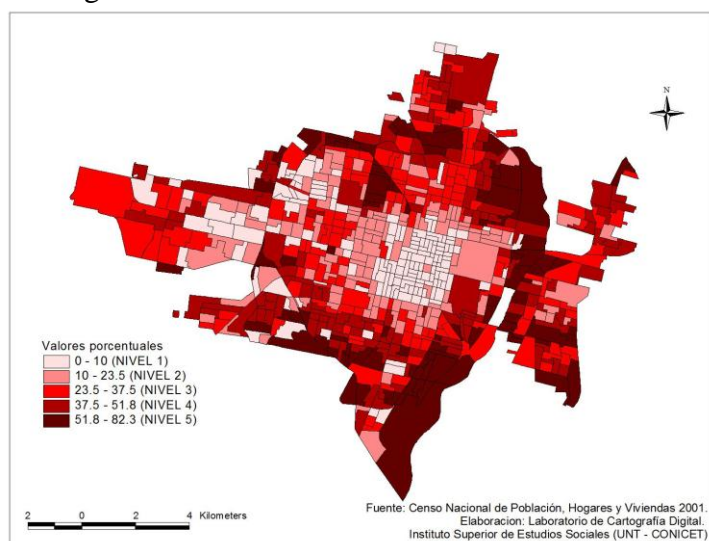 N
Valores porcentuales
0 - 10 (NIVEL 1)
10 - 23.5 (NIVEL 2)
23.5 - 37.5 (NIVEL 3)
37.5 - 51.8 (NIVEL 4)
51.8 - 82.3 (NIVEL 5)
2 0 2 4 Kilometers
Fuente: Censo Nacional de Población, Hogares y Viviendas 2001.
Elaboracion: Laboratorio de Cartografía Digital.
Instituto Superior de Estudios Sociales (UNT - CONICET)